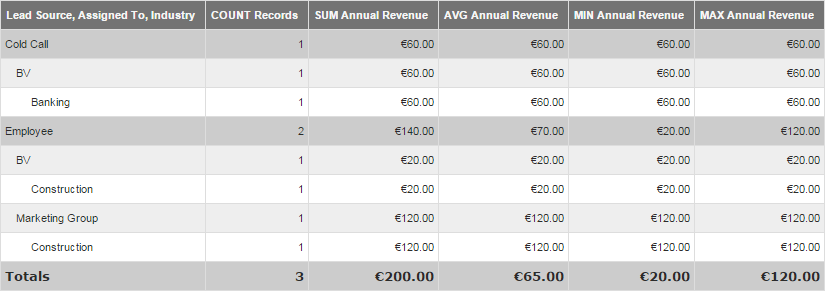 Lead Source, Assigned To, Industry COUNT Records SUM Annual Revenue AVG Annual Revenue MIN Annual Revenue MAX Annual Revenue
Cold Call 1 €60.00 €60.00 €60.00 €60.00
BV 1 €60.00 €60.00 €60.00 €60.00
Banking 1 €60.00 €60.00 €60.00 €60.00
Employee 2 €140.00 €70.00 €20.00 €120.00
BV 1 €20.00 €20.00 €20.00 €20.00
Construction 1 €20.00 €20.00 €20.00 €20.00
Marketing Group 1 €120.00 €120.00 €120.00 €120.00
Construction 1 €120.00 €120.00 €120.00 €120.00
Totals 3 €200.00 €65.00 €20.00 €120.00